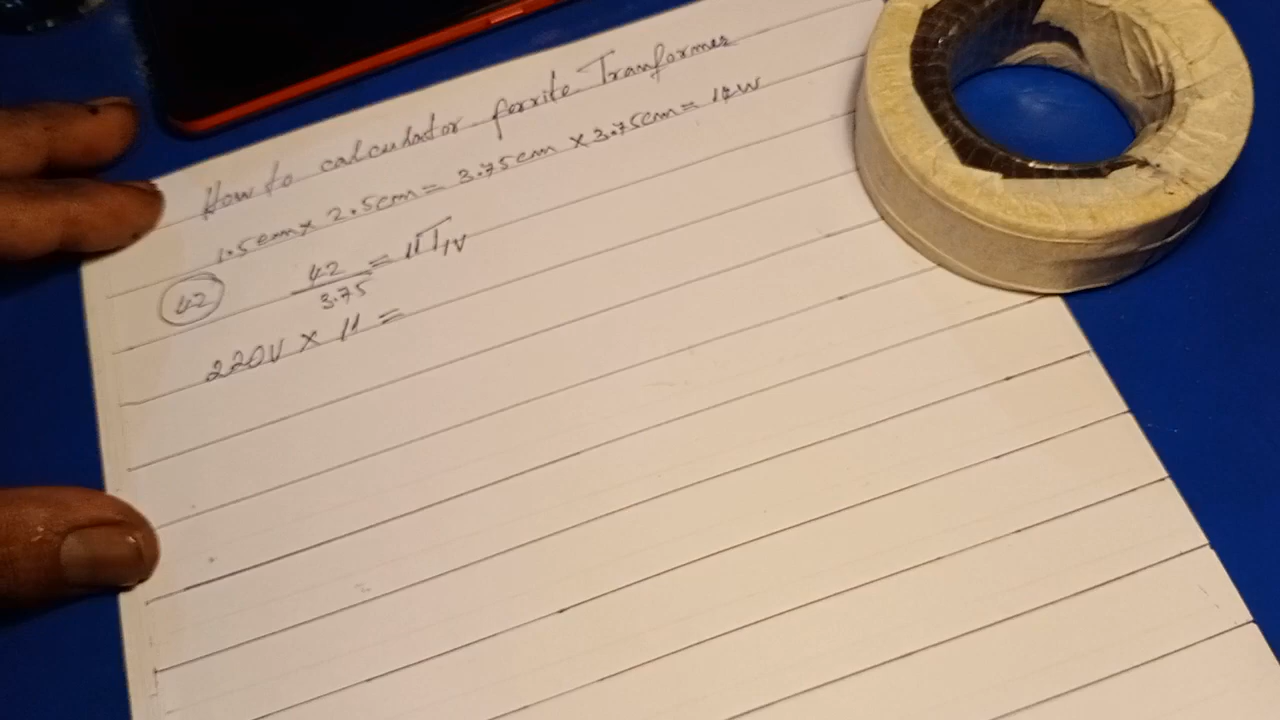 How to calculator ferrite Tranformer
1.5cm x 2.5cm = 3.75cm x 3.75cm = 14W
42 42/3.75 = 11T/1V
220V x 11 =